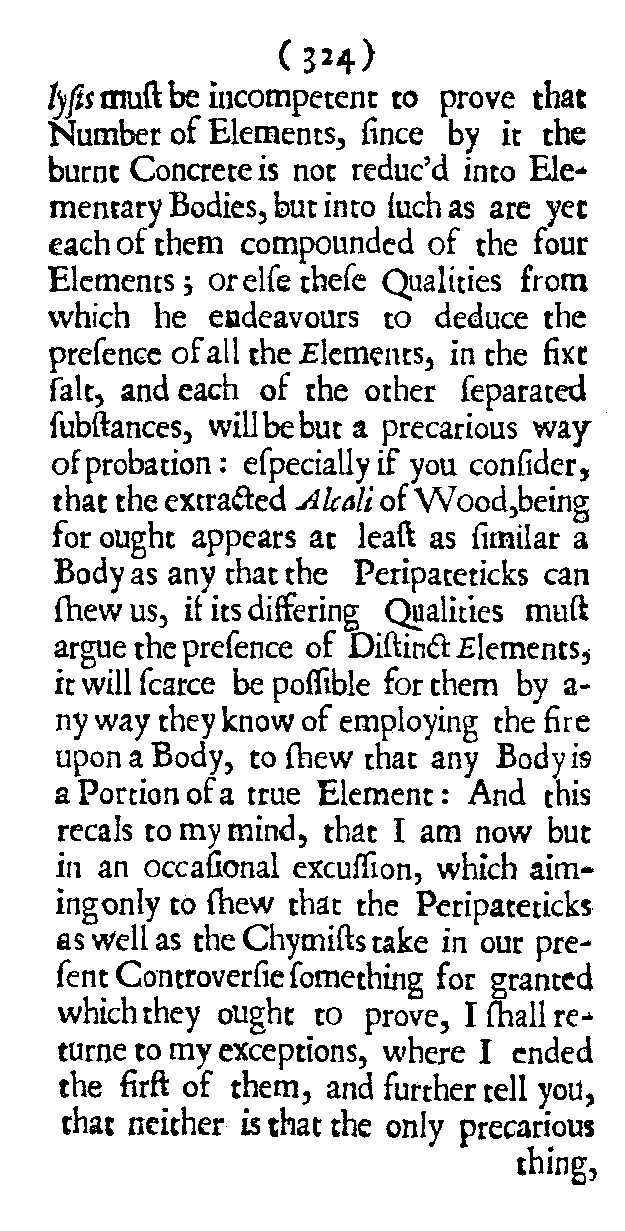 ( 324 )
lyſis muſt be incompetent to prove that
Number of Elements, ſince by it the
burnt Concrete is not reduc'd into Ele-
mentary Bodies, but into ſuch as are yet
each of them compounded of the four
Elements; or elſe theſe Qualities from
which he endeavours to deduce the
preſence of all the Elements, in the fixt
ſalt, and each of the other ſeparated
ſubſtances, will be but a precarious way
of probation: eſpecially if you conſider,
that the extracted Alcali of Wood, being
for ought appears at leaſt as ſimilar a
Body as any that the Peripateticks can
ſhew us, if its differing Qualities muſt
argue the preſence of Diſtinct Elements,
it will ſcarce be poſſible for them by a-
ny way they know of employing the fire
upon a Body, to ſhew that any Body is
a Portion of a true Element: And this
recals to my mind, that I am now but
in an occaſional excuſſion, which aim-
ing only to ſhew that the Peripateticks
as well as the Chymiſts take in our pre-
ſent Controverſie ſomething for granted
which they ought to prove, I ſhall re-
turne to my exceptions, where I ended
the firſt of them, and further tell you,
that neither is that the only precarious
thing,